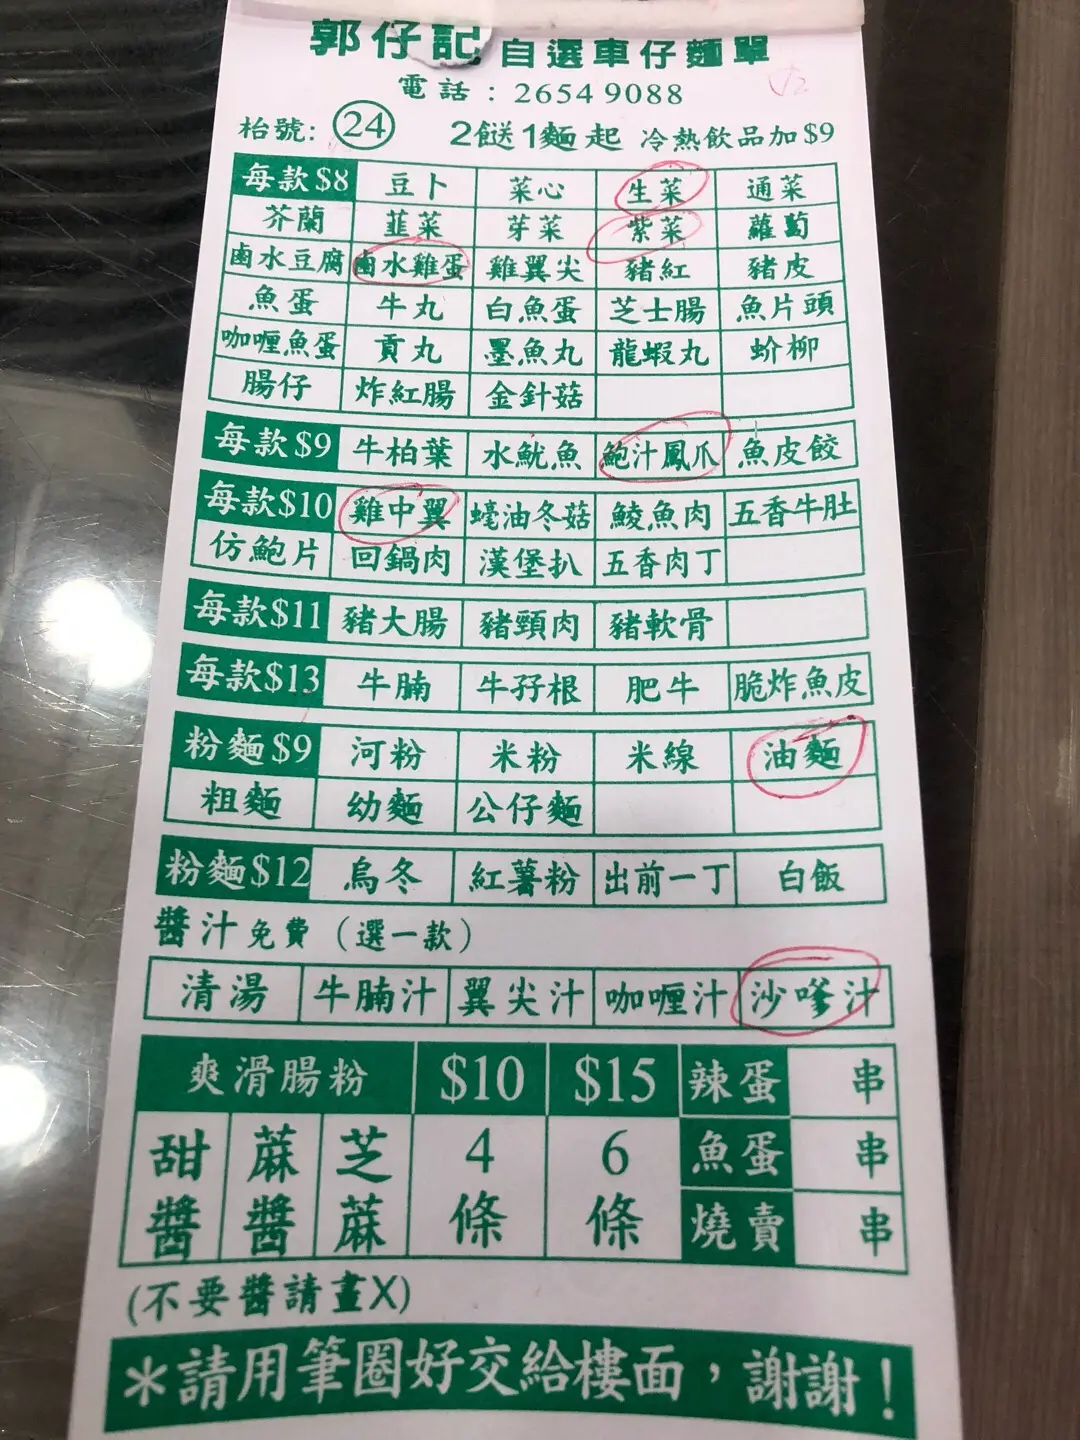 郭仔記 自選車仔麵單
電話 : 2654 9088
枱號: 24 2餸1麵起 冷熱飲品加$9
每款$8 豆卜 菜心 生菜 通菜
芥蘭 韮菜 芽菜 紫菜 蘿蔔
鹵水豆腐 鹵水雞蛋 雞翼尖 豬紅 豬皮
魚蛋 牛丸 白魚蛋 芝士腸 魚片頭
咖喱魚蛋 貢丸 墨魚丸 龍蝦丸 蚧柳
腸仔 炸紅腸 金針菇
每款$9 牛柏葉 水魷魚 鮑汁鳳爪 魚皮餃
每款$10 雞中翼 蠔油冬菇 鯪魚肉 五香牛肚
仿鮑片 回鍋肉 漢堡扒 五香肉丁
每款$11 豬大腸 豬頸肉 豬軟骨
每款$13 牛腩 牛孖根 肥牛 脆炸魚皮
粉麵$9 河粉 米粉 米線 油麵
粗麵 幼麵 公仔麵
粉麵$12 烏冬 紅薯粉 出前一丁 白飯
醬汁免費（選一款）
清湯 牛腩汁 翼尖汁 咖喱汁 沙嗲汁
爽滑腸粉 $10 $15 辣蛋 串
甜醬 蔴醬 芝蔴 4條 6條 魚蛋 串
燒賣 串
(不要醬請畫X)
*請用筆圈好交給樓面，謝謝！